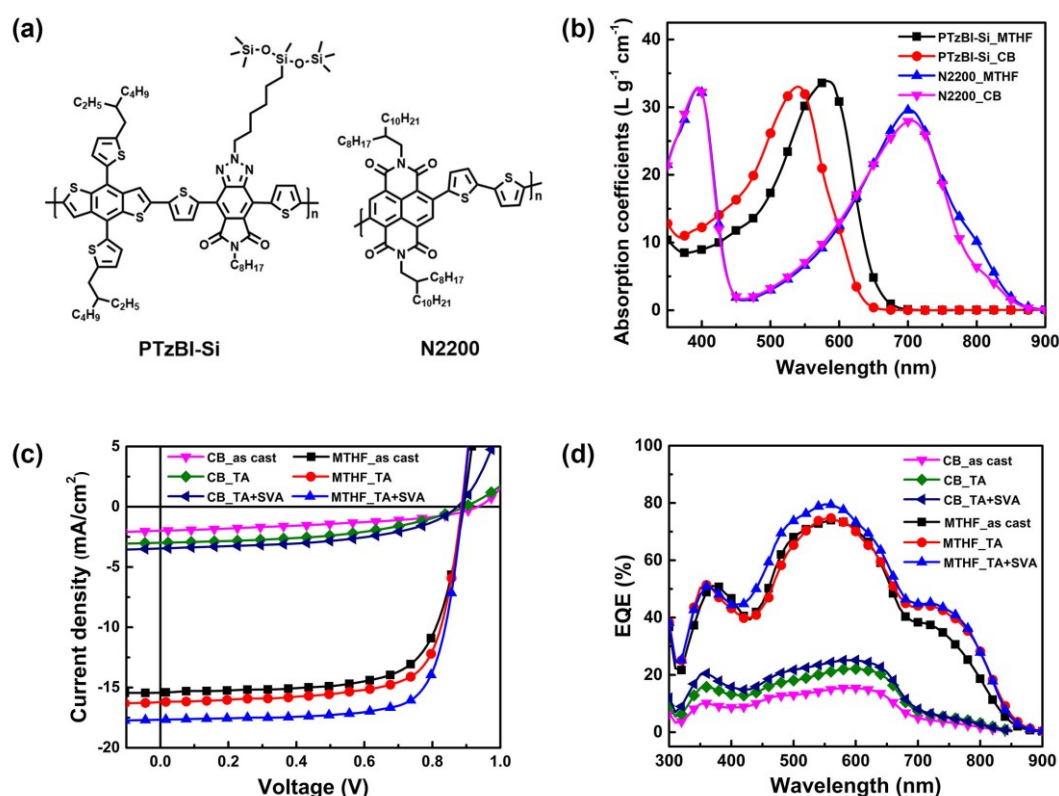 (a)
Si-O-Si-O-Si
C4H9
C2H5
S
S
N
N
N
S
S
S
S
n
O
N
O
C8H17
S
C2H5
C4H9
PTzBI-Si
C10H21
C8H17
O
N
O
S
S
n
O
N
O
C8H17
C10H21
N2200
(b)
Absorption coefficients (L g-1 cm-1)
40
30
20
10
0
PTzBI-Si_MTHF
PTzBI-Si_CB
N2200_MTHF
N2200_CB
400 500 600 700 800 900
Wavelength (nm)
(c)
Current density (mA/cm2)
5
0
-5
-10
-15
-20
CB_as cast MTHF_as cast
CB_TA MTHF_TA
CB_TA+SVA MTHF_TA+SVA
0.0 0.2 0.4 0.6 0.8 1.0
Voltage (V)
(d)
EQE (%)
100
80
60
40
20
0
CB_as cast
CB_TA
CB_TA+SVA
MTHF_as cast
MTHF_TA
MTHF_TA+SVA
300 400 500 600 700 800 900
Wavelength (nm)